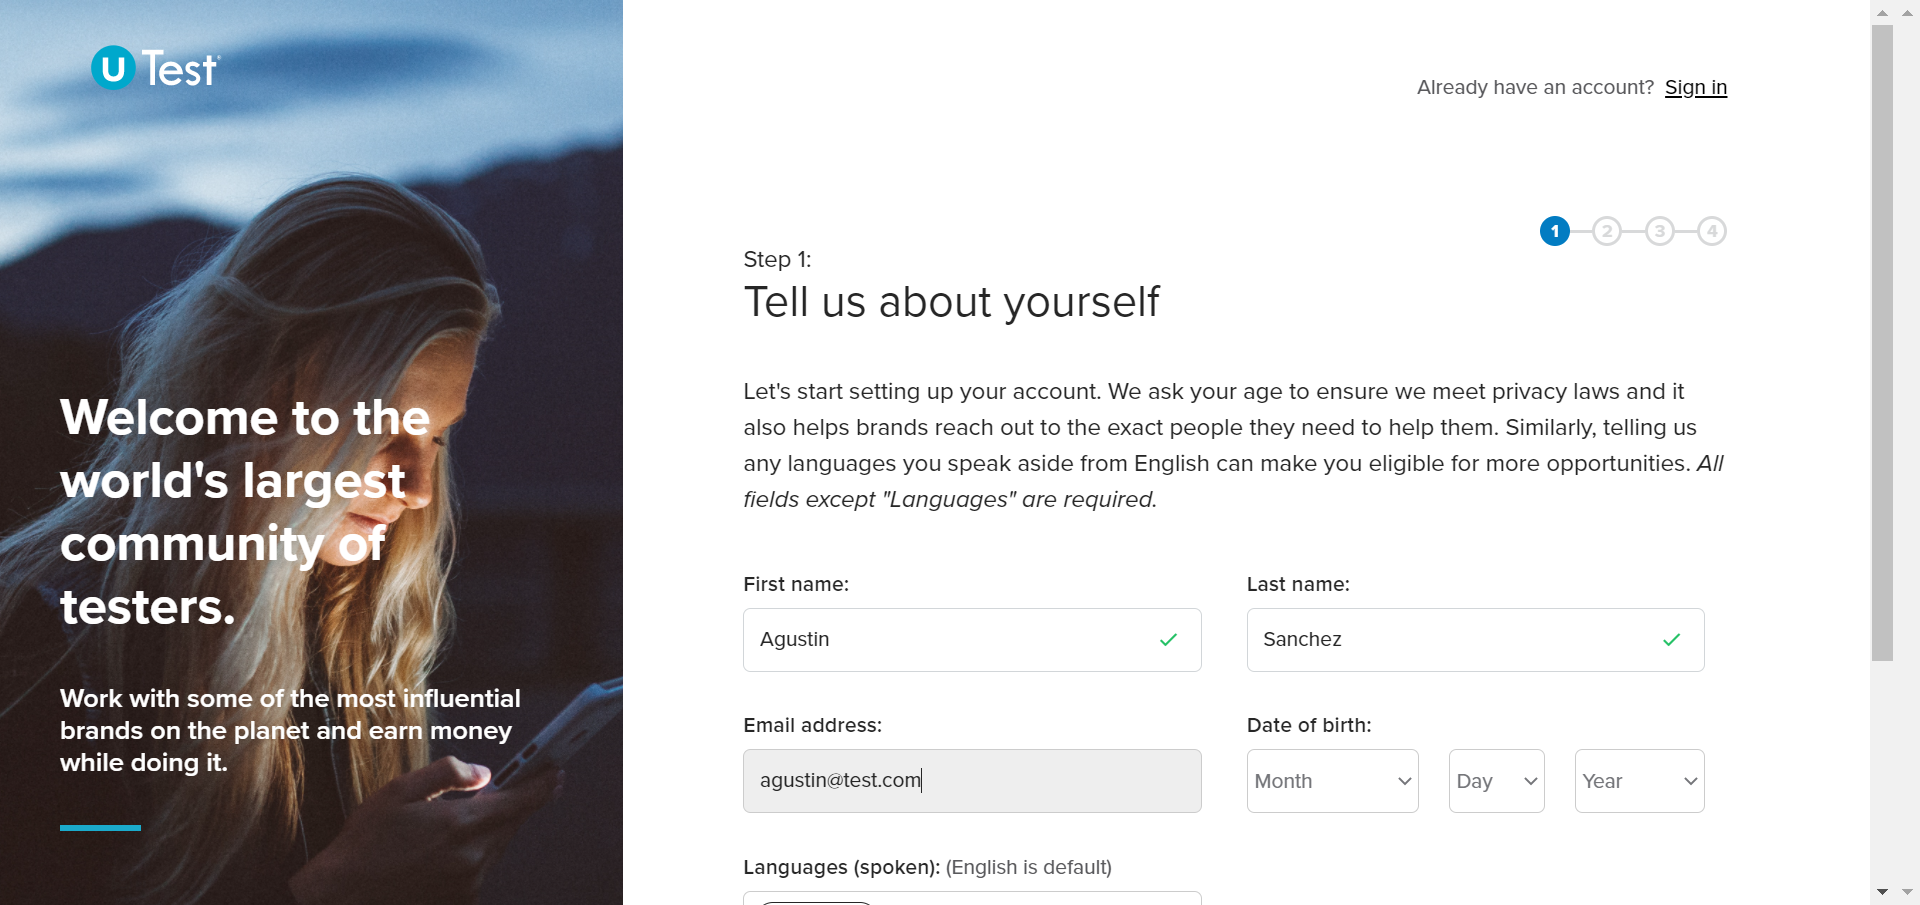 u Test
Already have an account? Sign in
1 2 3 4
Step 1:
Tell us about yourself
Let's start setting up your account. We ask your age to ensure we meet privacy laws and it
also helps brands reach out to the exact people they need to help them. Similarly, telling us
any languages you speak aside from English can make you eligible for more opportunities. All
fields except "Languages" are required.
Welcome to the
world's largest
community of
testers.
Work with some of the most influential
brands on the planet and earn money
while doing it.
First name: Last name:
Agustin Sanchez
Email address: Date of birth:
agustin@test.com Month Day Year
Languages (spoken): (English is default)